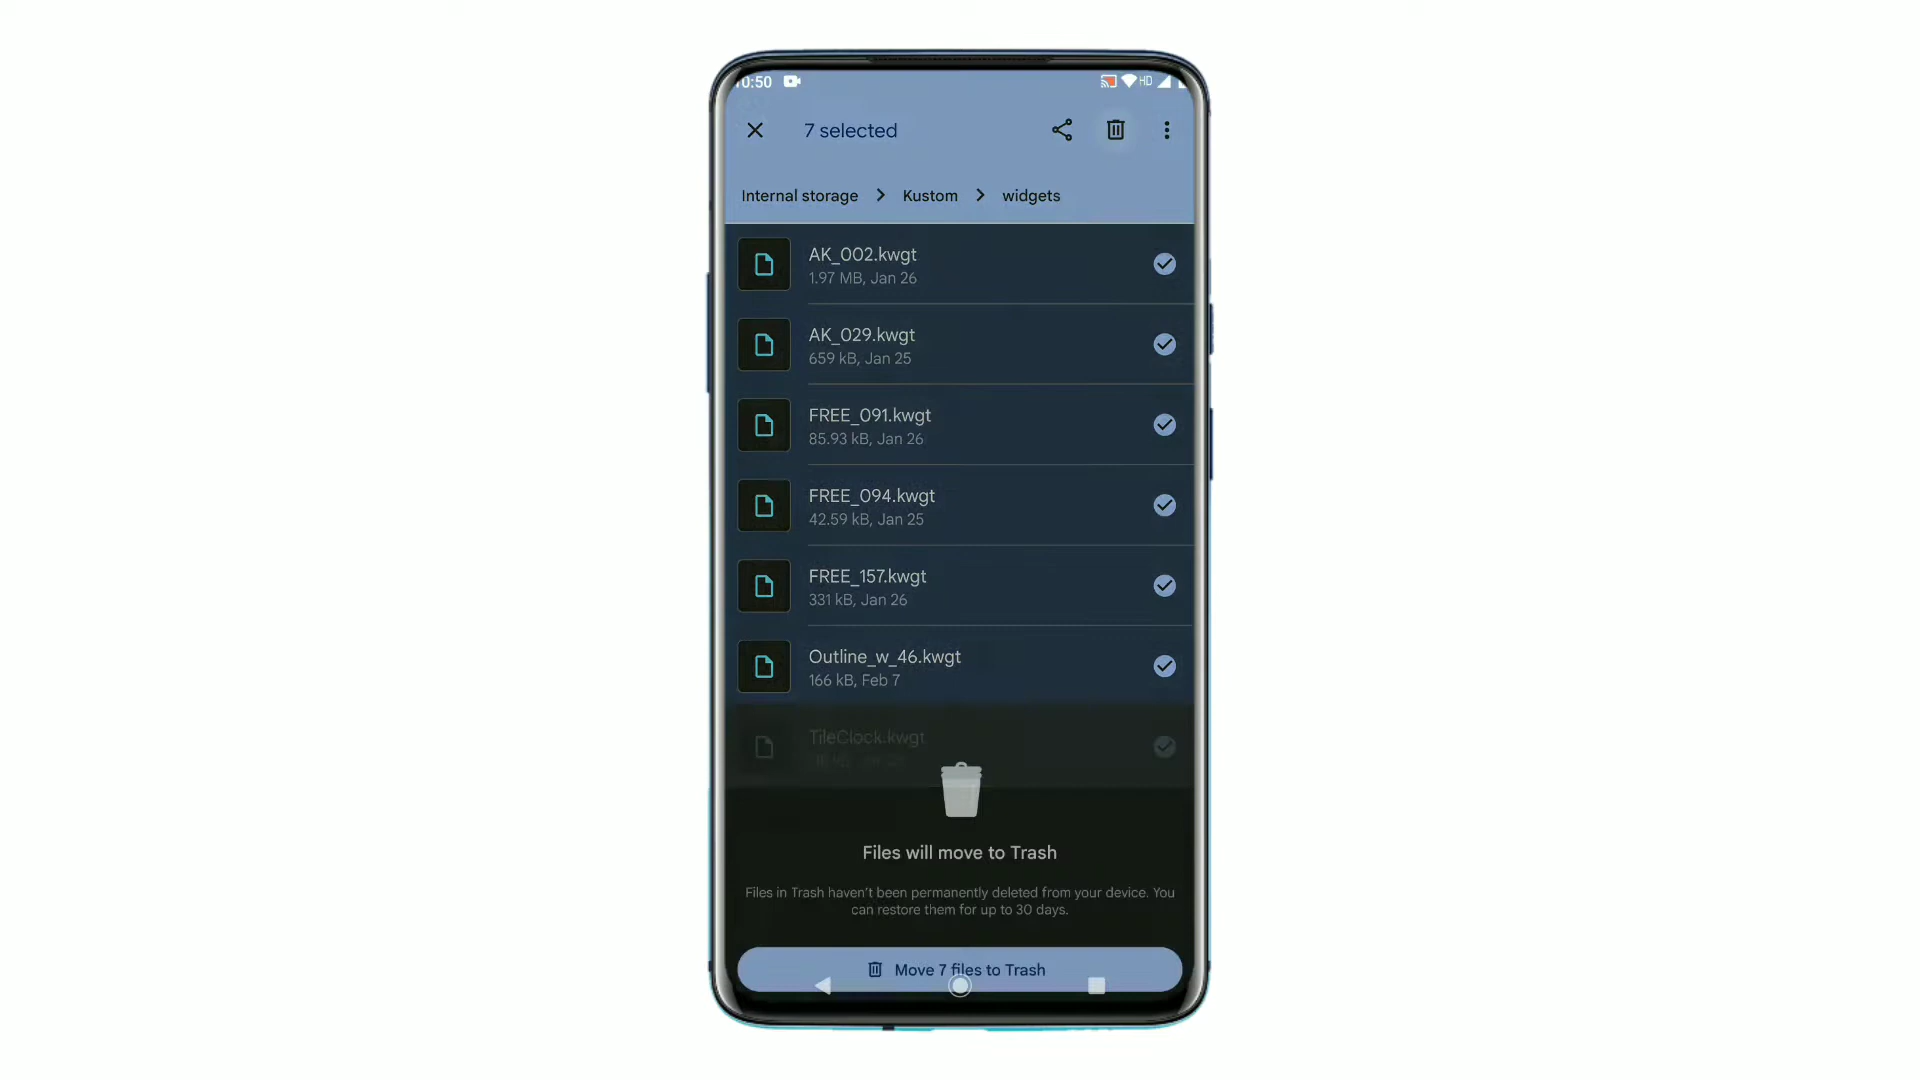 0:50
HD
7 selected
Internal storage > Kustom > widgets
AK_002.kwgt
1.97 MB, Jan 26
AK_029.kwgt
659 kB, Jan 25
FREE_091.kwgt
85.93 kB, Jan 26
FREE_094.kwgt
42.59 kB, Jan 25
FREE_157.kwgt
331 kB, Jan 26
Outline_w_46.kwgt
166 kB, Feb 7
TileClock.kwgt
Files will move to Trash
Files in Trash haven't been permanently deleted from your device. You
can restore them for up to 30 days.
Move 7 files to Trash